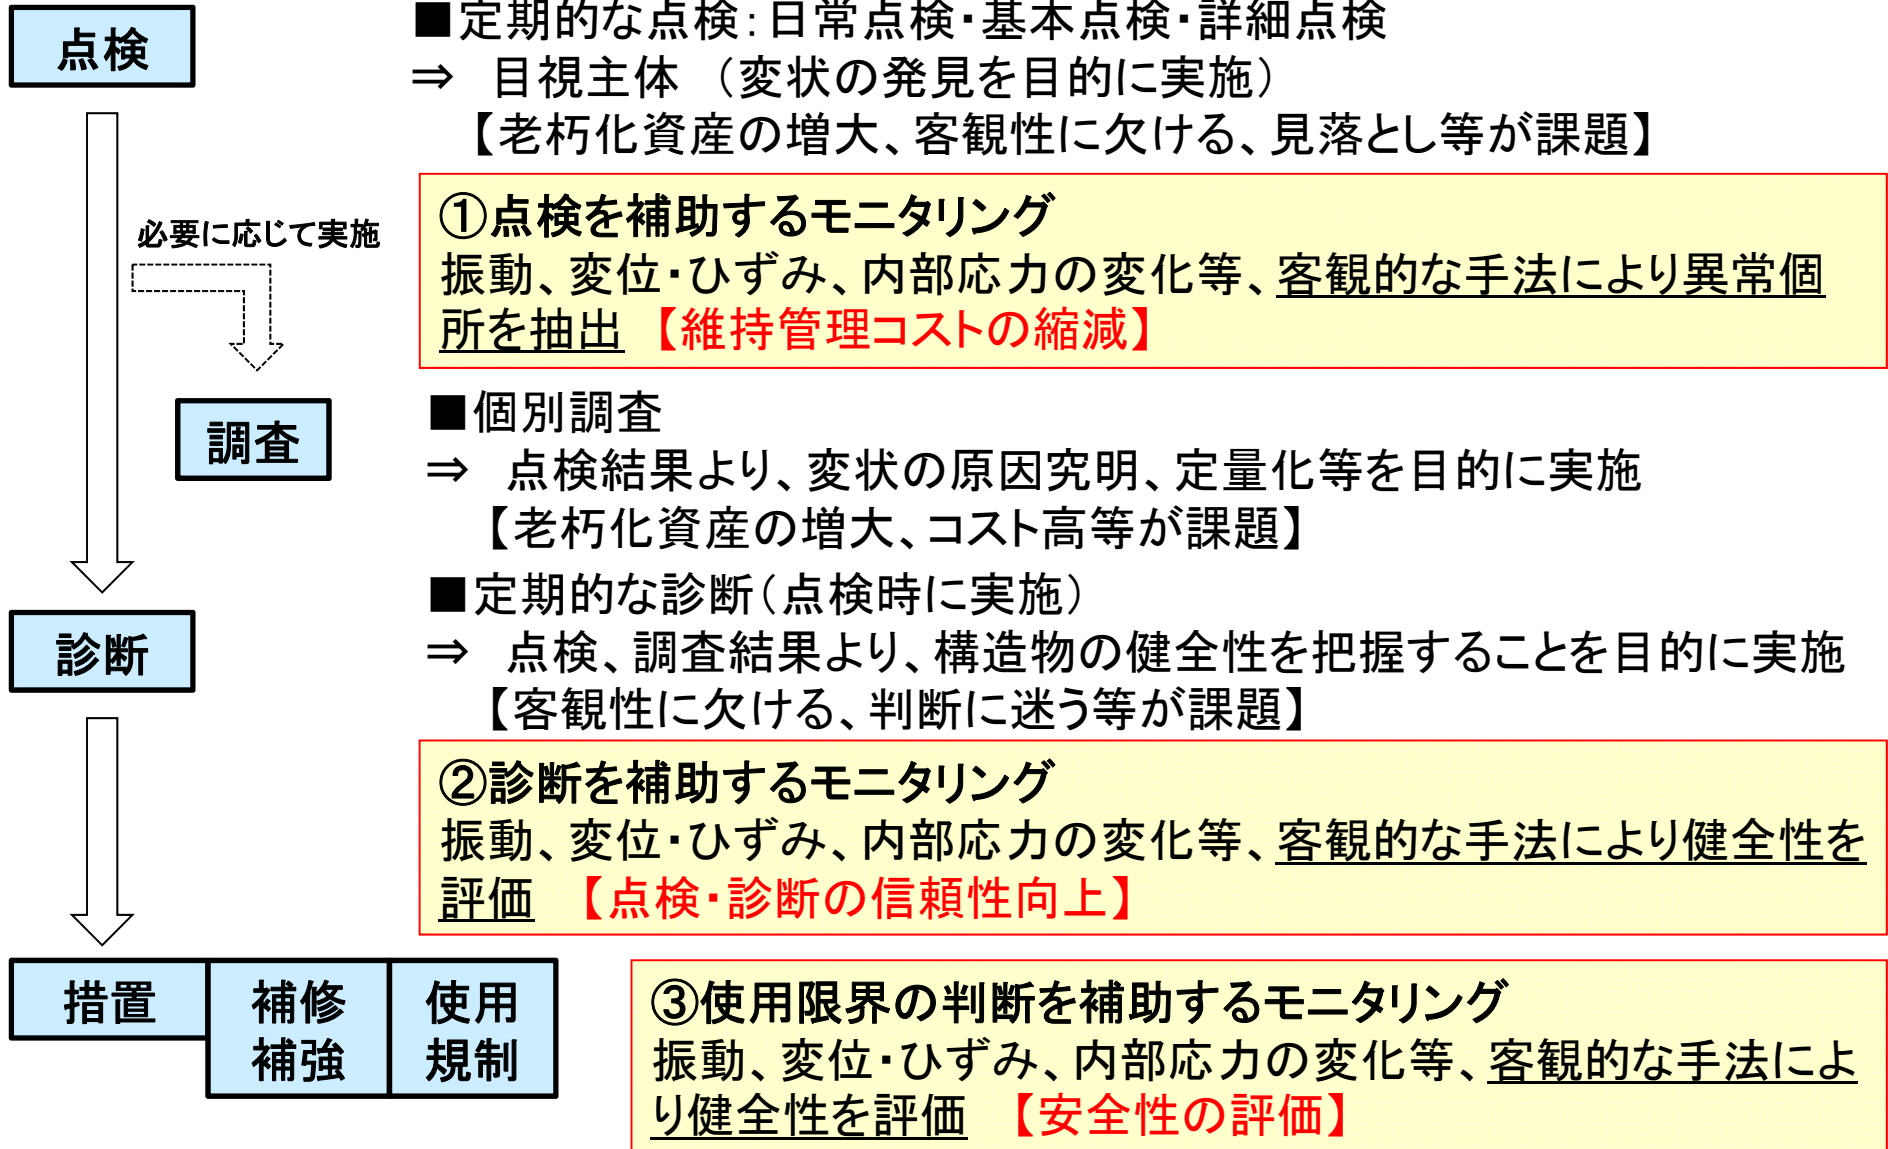 点検
■定期的な点検：日常点検・基本点検・詳細点検
⇒　目視主体　（変状の発見を目的に実施）
【老朽化資産の増大、客観性に欠ける、見落とし等が課題】
必要に応じて実施
①点検を補助するモニタリング
振動、変位・ひずみ、内部応力の変化等、客観的な手法により異常個
所を抽出　【維持管理コストの縮減】
調査
■個別調査
⇒　点検結果より、変状の原因究明、定量化等を目的に実施
【老朽化資産の増大、コスト高等が課題】
診断
■定期的な診断（点検時に実施）
⇒　点検、調査結果より、構造物の健全性を把握することを目的に実施
【客観性に欠ける、判断に迷う等が課題】
②診断を補助するモニタリング
振動、変位・ひずみ、内部応力の変化等、客観的な手法により健全性を
評価　【点検・診断の信頼性向上】
措置
補修
補強
使用
規制
③使用限界の判断を補助するモニタリング
振動、変位・ひずみ、内部応力の変化等、客観的な手法によ
り健全性を評価　【安全性の評価】